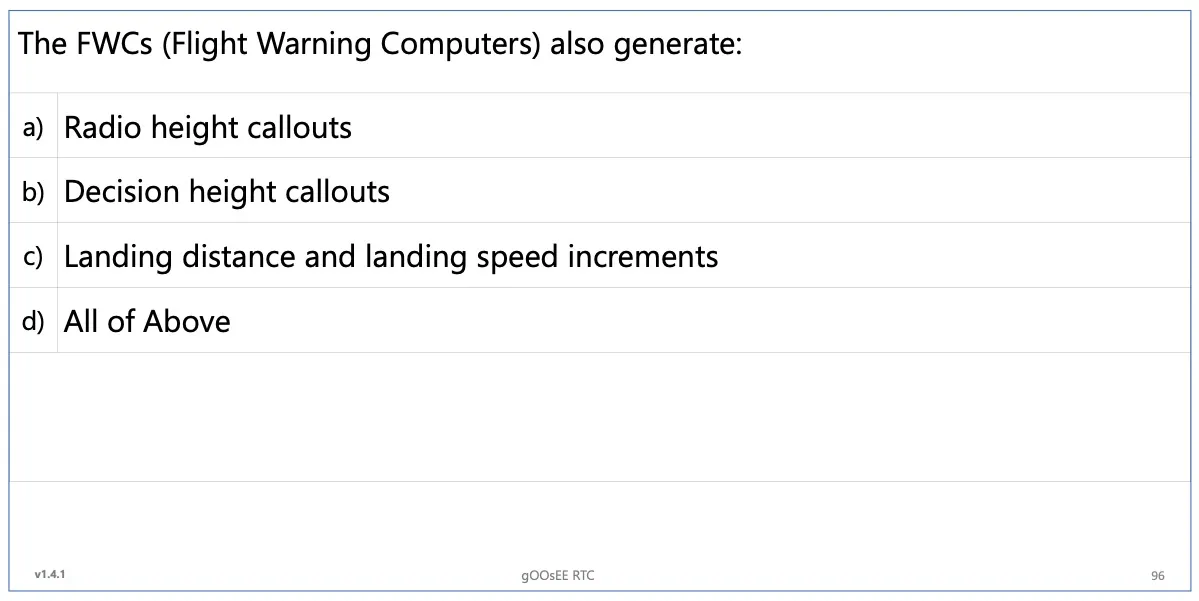 The FWCs (Flight Warning Computers) also generate:
a) Radio height callouts
b) Decision height callouts
c) Landing distance and landing speed increments
d) All of Above
v1.4.1 gOOsEE RTC 96